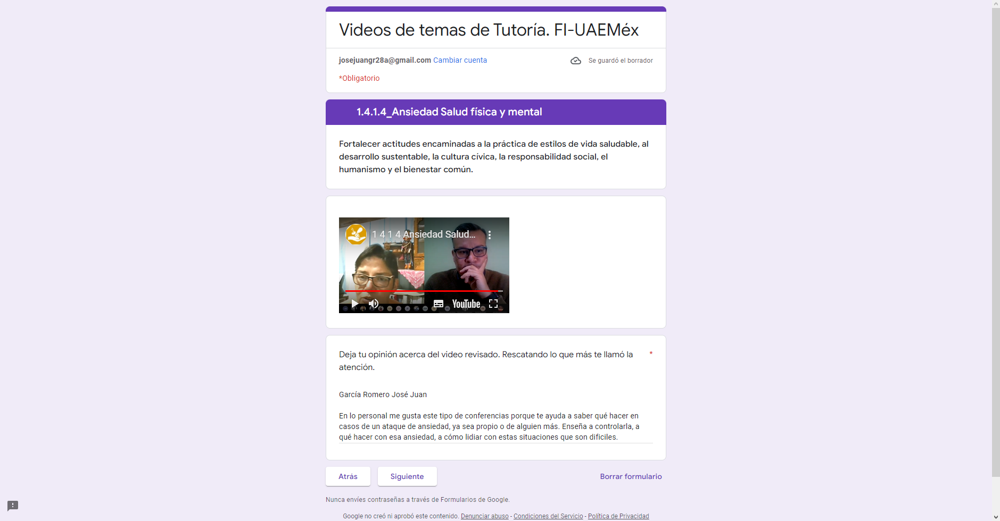 Videos de temas de Tutoría. FI-UAEMéx
josejuangr28a@gmail.com Cambiar cuenta
Se guardó el borrador
*Obligatorio
1.4.1.4_Ansiedad Salud física y mental
Fortalecer actitudes encaminadas a la práctica de estilos de vida saludable, al
desarrollo sustentable, la cultura cívica, la responsabilidad social, el
humanismo y el bienestar común.
1 4 1 4 Ansiedad Salud...
YouTube
Deja tu opinión acerca del video revisado. Rescatando lo que más te llamó la *
atención.
García Romero José Juan
En lo personal me gusta este tipo de conferencias porque te ayuda a saber qué hacer en
casos de un ataque de ansiedad, ya sea propio o de alguien más. Enseña a controlarla, a
qué hacer con esa ansiedad, a cómo lidiar con estas situaciones que son dificiles.
Atrás
Siguiente
Borrar formulario
Nunca envíes contraseñas a través de Formularios de Google.
Google no creó ni aprobó este contenido. Denunciar abuso - Condiciones del Servicio - Política de Privacidad